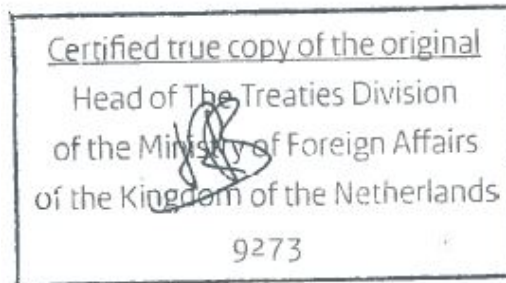 Certified true copy of the original
Head of The Treaties Division
of the Ministry of Foreign Affairs
of the Kingdom of the Netherlands
9273